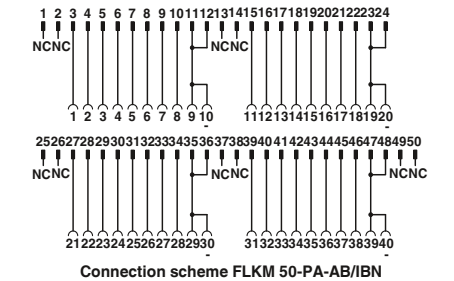 1 2 3 4 5 6 7 8 9 10 11 12 13 14 15 16 17 18 19 20 21 22 23 24
NC NC NC NC
1 2 3 4 5 6 7 8 9 10 11 12 13 14 15 16 17 18 19 20
- -
25 26 27 28 29 30 31 32 33 34 35 36 37 38 39 40 41 42 43 44 45 46 47 48 49 50
NC NC NC NC NC NC
21 22 23 24 25 26 27 28 29 30 31 32 33 34 35 36 37 38 39 40
- -
Connection scheme FLKM 50-PA-AB/IBN